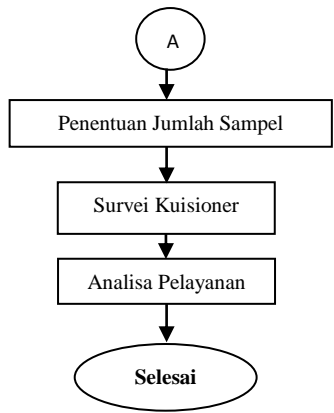 A
Penentuan Jumlah Sampel
Survei Kuisioner
Analisa Pelayanan
Selesai